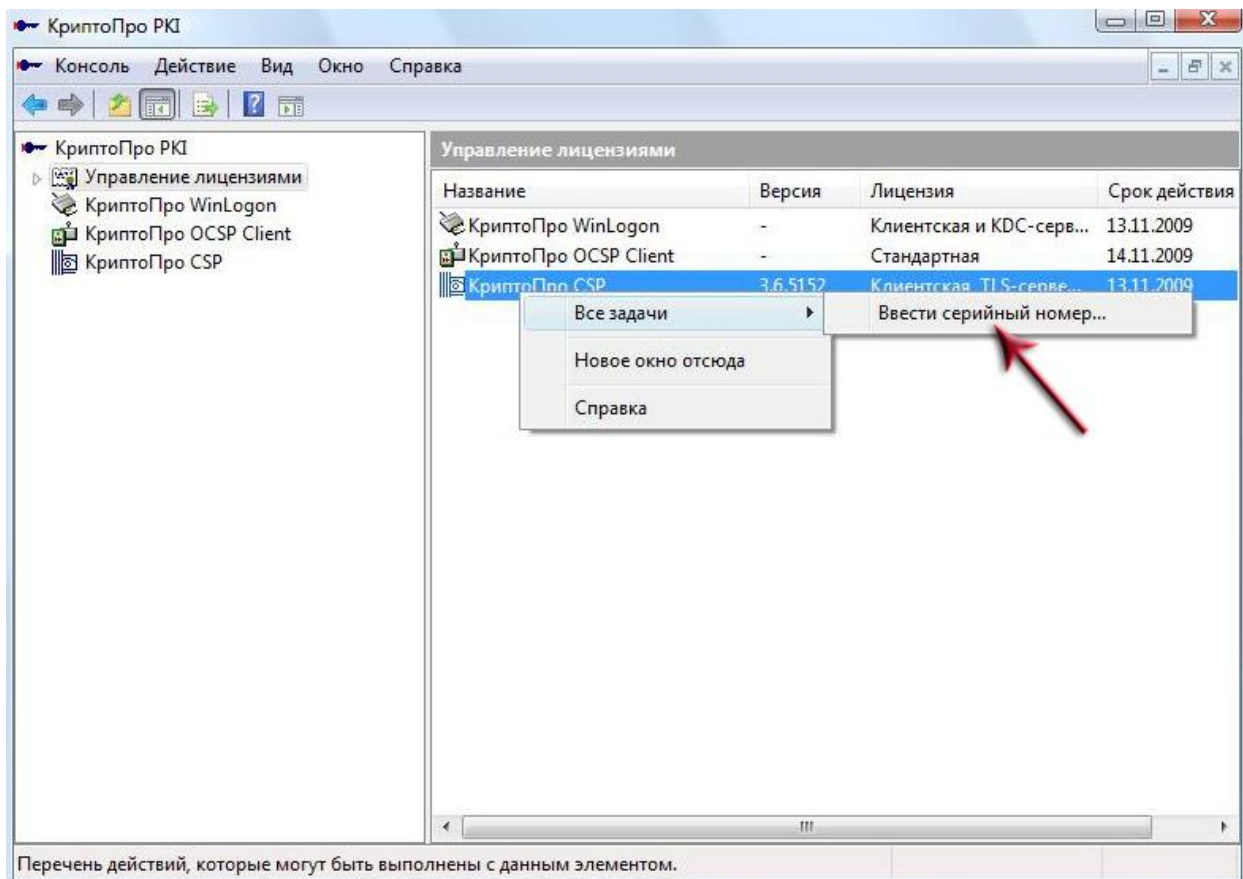 КриптоПро PKI
Консоль Действие Вид Окно Справка
КриптоПро PKI
Управление лицензиями
КриптоПро WinLogon
КриптоПро OCSP Client
КриптоПро CSP
Управление лицензиями
Название Версия Лицензия Срок действия
КриптоПро WinLogon - Клиентская и KDC-серв... 13.11.2009
КриптоПро OCSP Client - Стандартная 14.11.2009
КриптоПро CSP 3.6.5152 Клиентская TLS-серве... 13.11.2009
Все задачи
Ввести серийный номер...
Новое окно отсюда
Справка
Перечень действий, которые могут быть выполнены с данным элементом.